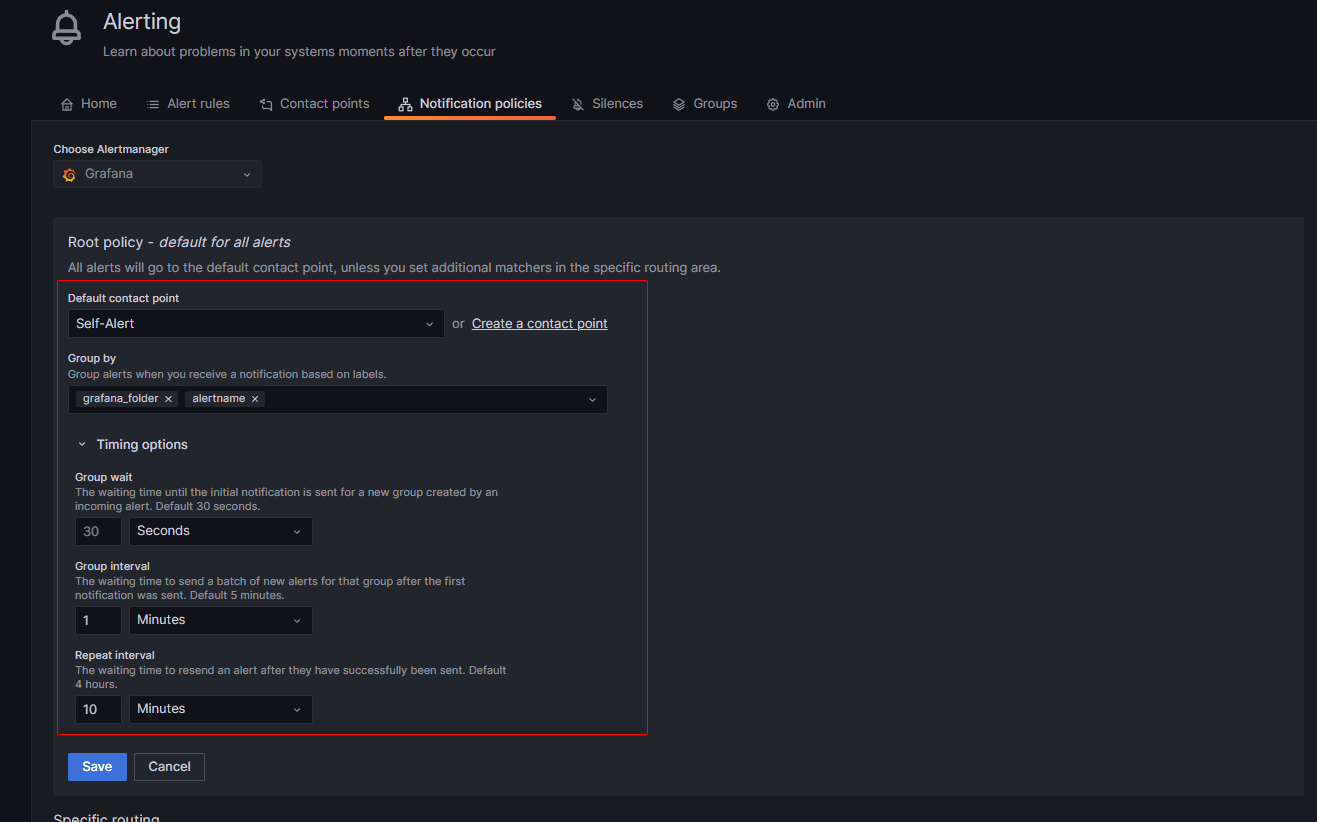 Alerting
Learn about problems in your systems moments after they occur
Home Alert rules Contact points Notification policies Silences Groups Admin
Choose Alertmanager
Grafana
Root policy - default for all alerts
All alerts will go to the default contact point, unless you set additional matchers in the specific routing area.
Default contact point
Self-Alert or Create a contact point
Group by
Group alerts when you receive a notification based on labels.
grafana_folder × alertname ×
Timing options
Group wait
The waiting time until the initial notification is sent for a new group created by an
incoming alert. Default 30 seconds.
30 Seconds
Group interval
The waiting time to send a batch of new alerts for that group after the first
notification was sent. Default 5 minutes.
1 Minutes
Repeat interval
The waiting time to resend an alert after they have successfully been sent. Default
4 hours.
10 Minutes
Save Cancel
Specific routing